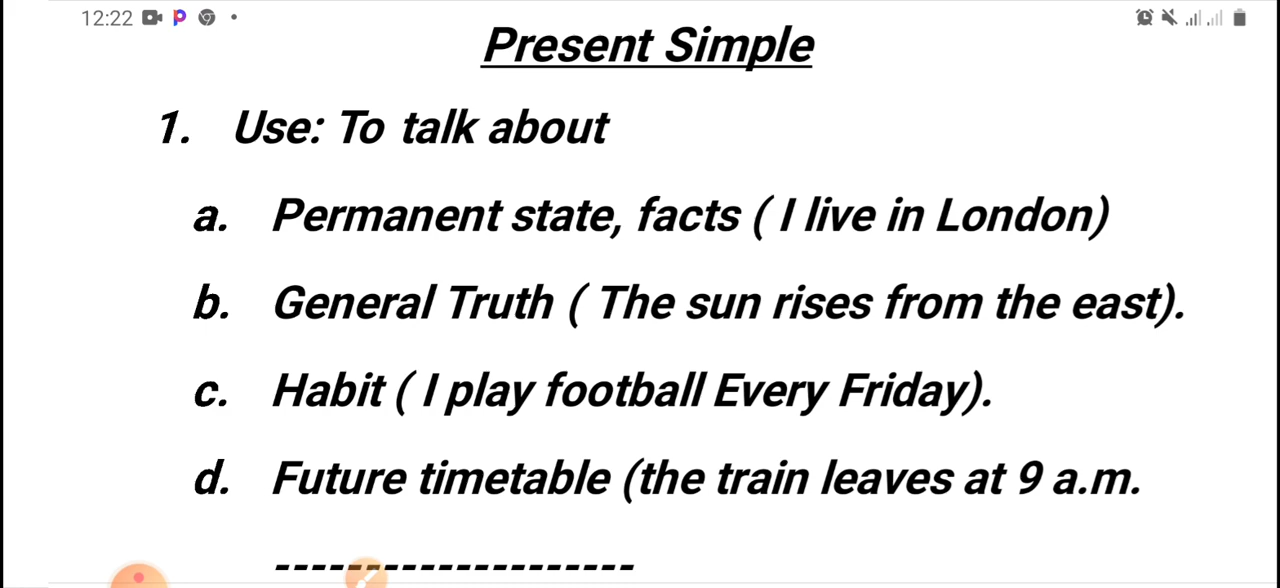 12:22
Present Simple
1. Use: To talk about
a. Permanent state, facts ( I live in London)
b. General Truth ( The sun rises from the east).
c. Habit ( I play football Every Friday).
d. Future timetable (the train leaves at 9 a.m.
--------------------